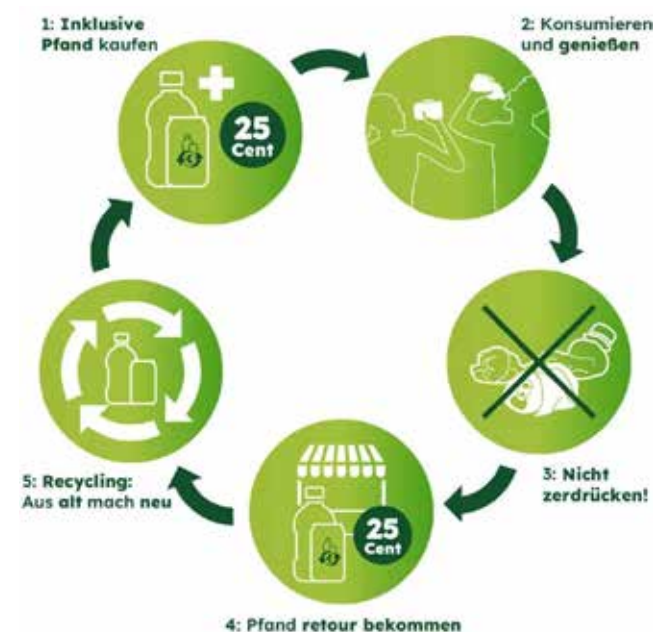 1: Inklusive
Pfand kaufen
25
Cent
2: Konsumieren
und genießen
3: Nicht
zerdrücken!
25
Cent
4: Pfand retour bekommen
5: Recycling:
Aus alt mach neu